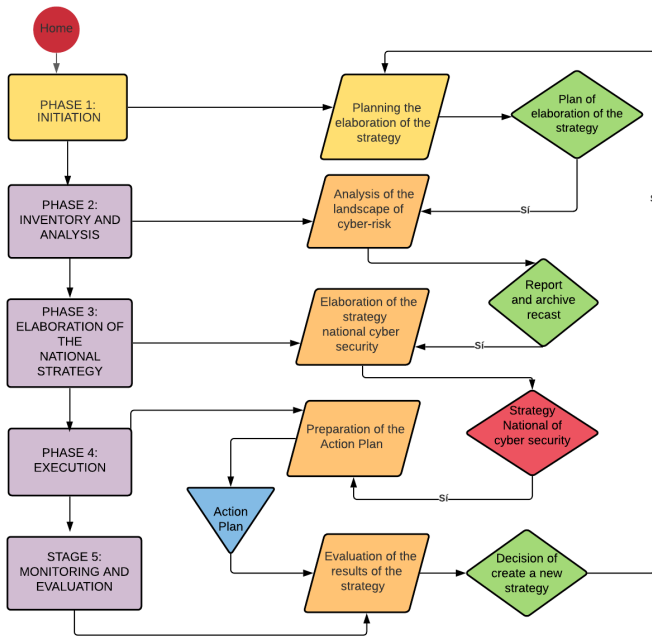 Home
PHASE 1:
INITIATION
Planning the
elaboration of the
strategy
Plan of
elaboration of the
strategy
PHASE 2:
INVENTORY AND
ANALYSIS
Analysis of the
landscape of
cyber-risk
Sí
Report
and archive
recast
PHASE 3:
ELABORATION OF
THE
NATIONAL
STRATEGY
Elaboration of the
strategy
national cyber
security
Sí
Strategy
National of
cyber security
PHASE 4:
EXECUTION
Preparation of the
Action Plan
Sí
Action
Plan
STAGE 5:
MONITORING AND
EVALUATION
Evaluation of the
results of the
strategy
Decision of
create a new
strategy